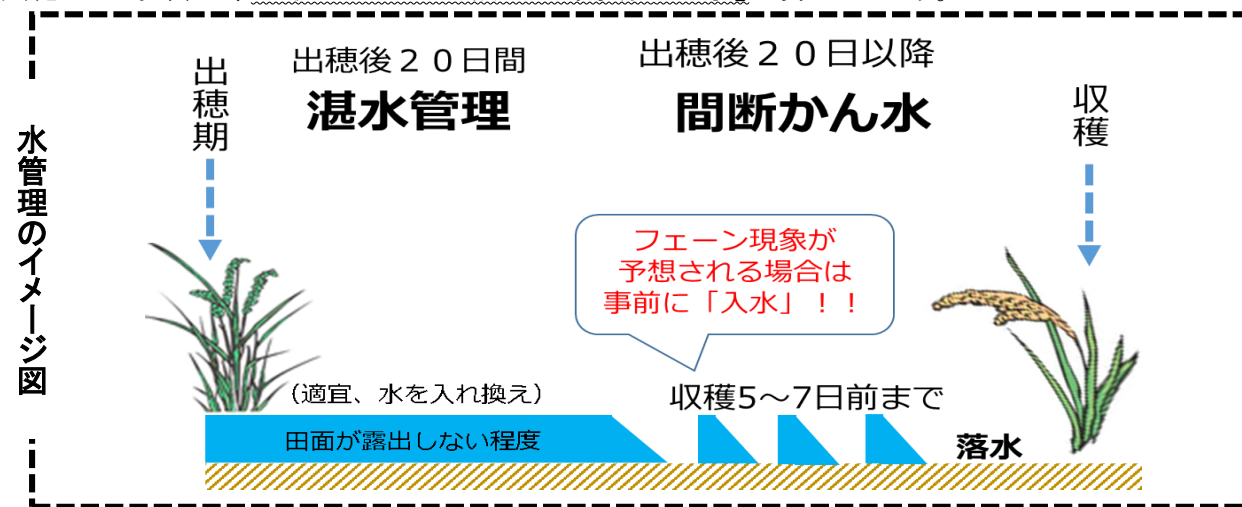 水管理のイメージ図
出穂期
出穂後２０日間
湛水管理
出穂後２０日以降
間断かん水
収穫
フェーン現象が
予想される場合は
事前に「入水」！！
（適宜、水を入れ換え）
収穫5～7日前まで
田面が露出しない程度
落水